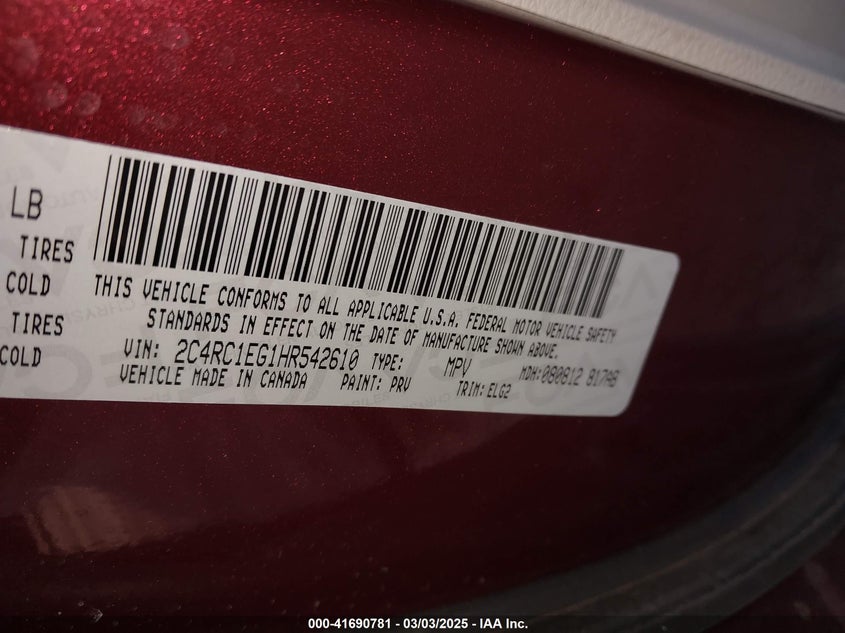 LB
TIRES
COLD
TIRES
COLD
THIS VEHICLE CONFORMS TO ALL APPLICABLE U.S.A. FEDERAL MOTOR VEHICLE SAFETY
STANDARDS IN EFFECT ON THE DATE OF MANUFACTURE SHOWN ABOVE.
VIN: 2C4RC1EG1HR542610 TYPE: MPV MDH:080812 817AB
VEHICLE MADE IN CANADA PAINT: PRV TRIM:ELG2
000-41690781 - 03/03/2025 - IAA Inc.